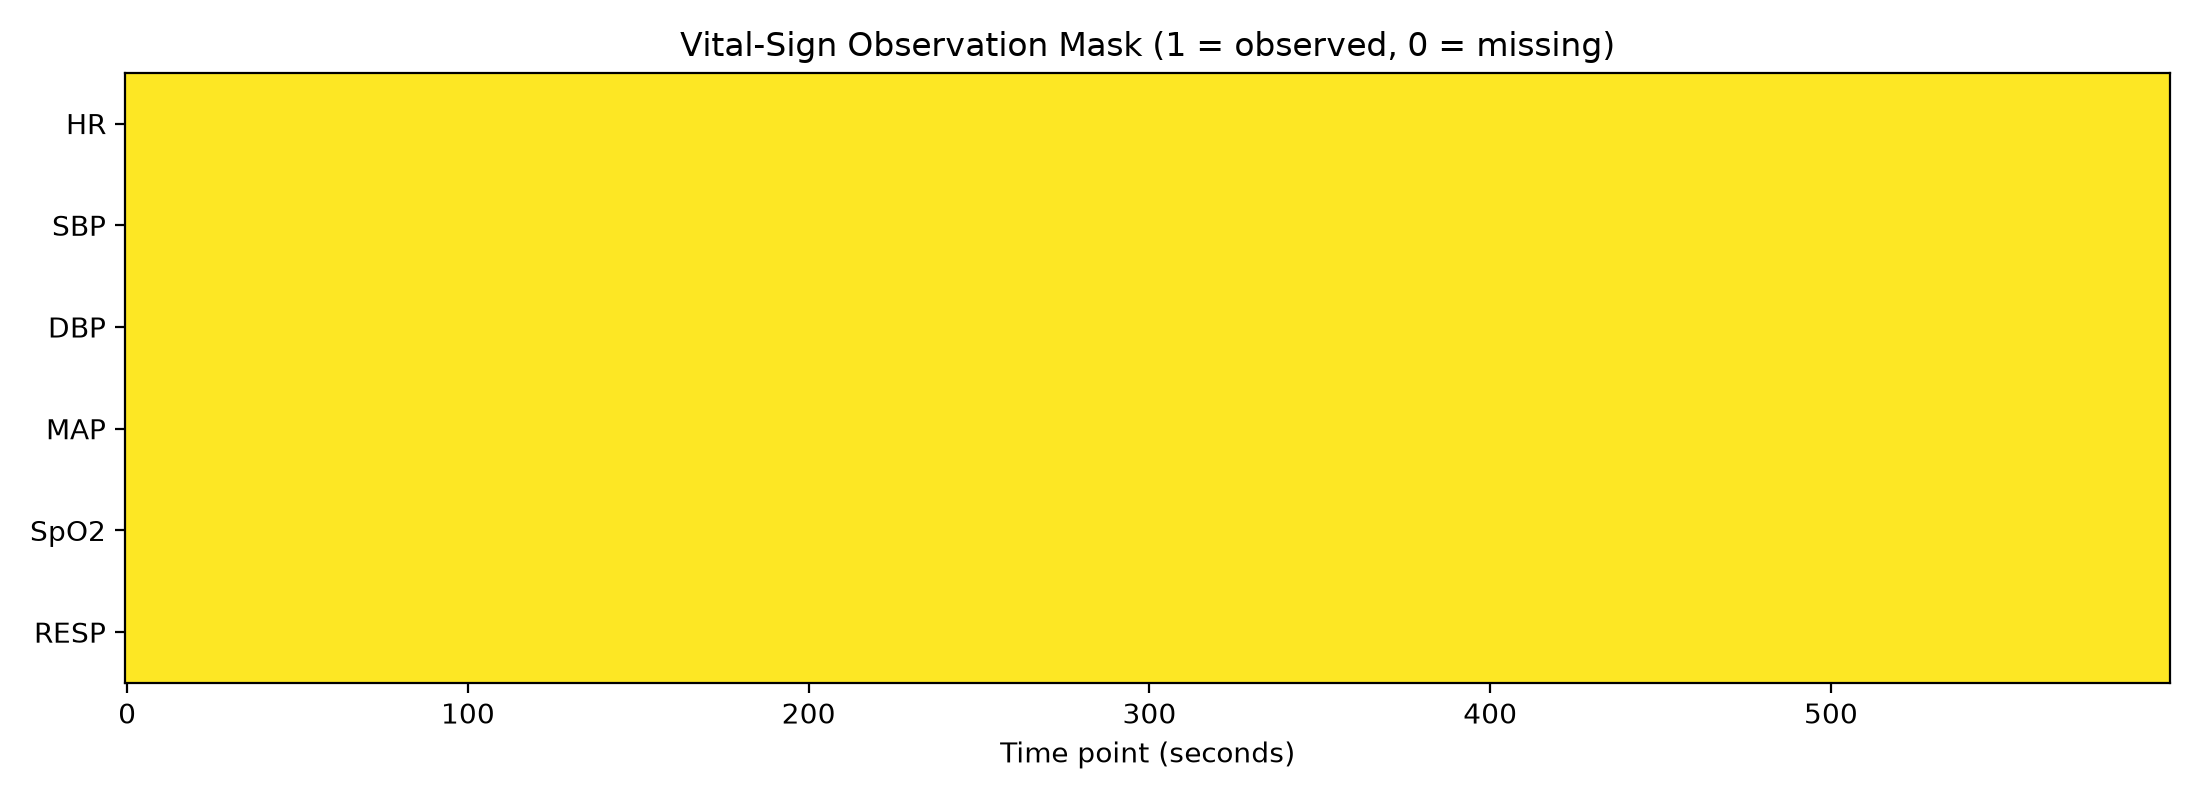 Vital-Sign Observation Mask (1 = observed, 0 = missing)
HR
SBP
DBP
MAP
SpO2
RESP
0 100 200 300 400 500
Time point (seconds)